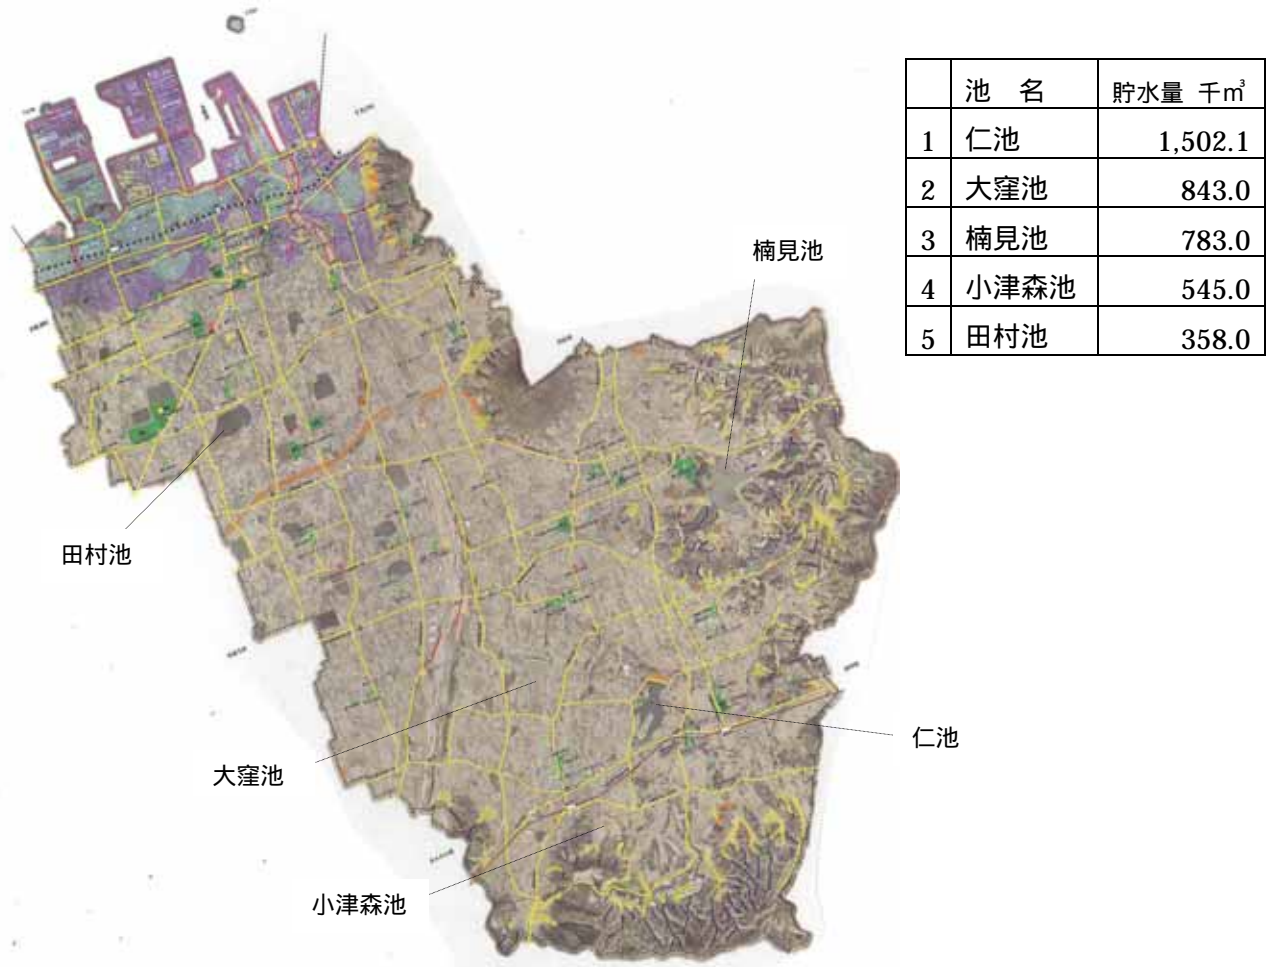 池 名 貯水量 千㎥
1 仁池 1,502.1
2 大窪池 843.0
3 楠見池 783.0
4 小津森池 545.0
5 田村池 358.0
楠見池
田村池
仁池
大窪池
小津森池